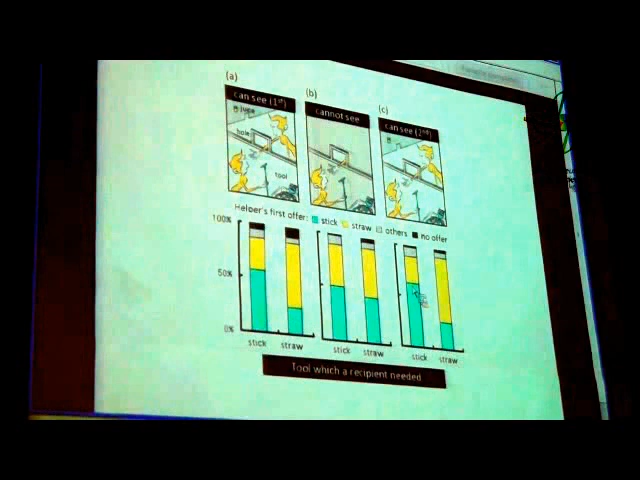 (a)
(b)
(c)
can see (1st)
cannot see
can see (2nd)
juice
hole
tool
Helper's first offer: stick straw others no offer
100%
50%
0%
stick straw
stick straw
stick straw
Tool which a recipient needed